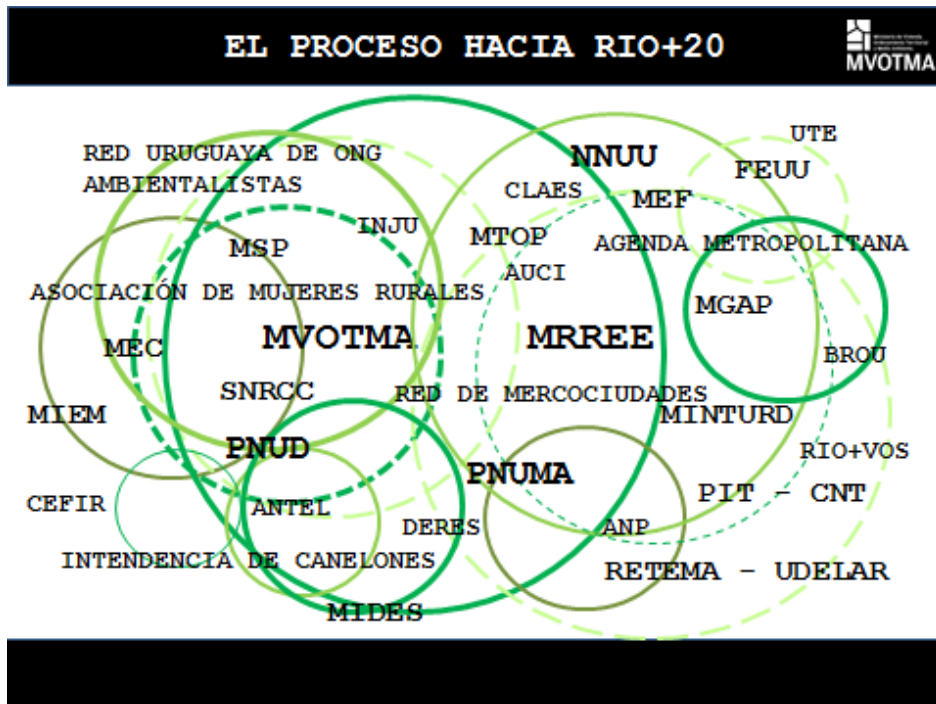 EL PROCESO HACIA RIO+20
MVOTMA
UTE
RED URUGUAYA DE ONG
AMBIENTALISTAS
NNUU
FEUU
CLAES
MEF
INJU
MSP
MTOP
AGENDA METROPOLITANA
AUCI
ASOCIACIÓN DE MUJERES RURALES
MGAP
MEC
MVOTMA
MRREE
BROU
SNRCC
RED DE MERCOCIUDADES
MIEM
MINTURD
PNUD
RIO+VOS
PNUMA
PIT - CNT
CEFIR
ANTEL
DERES
ANP
INTENDENCIA DE CANELONES
RETEMA - UDELAR
MIDES